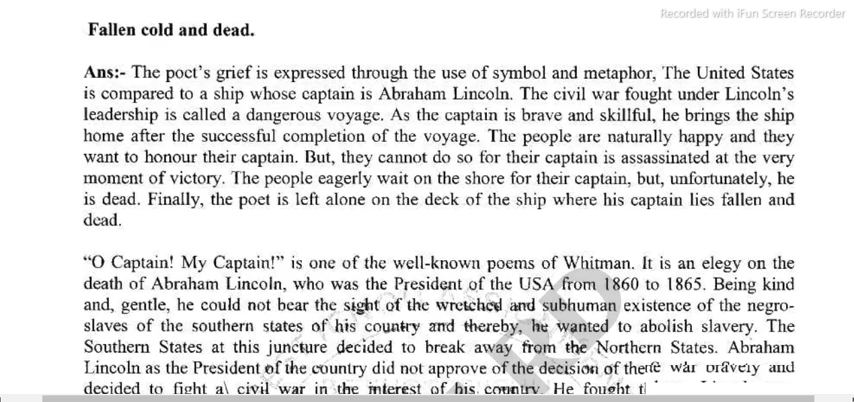 Recorded with iFun Screen Recorder
Fallen cold and dead.
Ans:- The poet's grief is expressed through the use of symbol and metaphor, The United States
is compared to a ship whose captain is Abraham Lincoln. The civil war fought under Lincoln's
leadership is called a dangerous voyage. As the captain is brave and skillful, he brings the ship
home after the successful completion of the voyage. The people are naturally happy and they
want to honour their captain. But, they cannot do so for their captain is assassinated at the very
moment of victory. The people eagerly wait on the shore for their captain, but, unfortunately, he
is dead. Finally, the poet is left alone on the deck of the ship where his captain lies fallen and
dead.
“O Captain! My Captain!” is one of the well-known poems of Whitman. It is an elegy on the
death of Abraham Lincoln, who was the President of the USA from 1860 to 1865. Being kind
and, gentle, he could not bear the sight of the wretched and subhuman existence of the negro-
slaves of the southern states of his country and thereby, he wanted to abolish slavery. The
Southern States at this juncture decided to break away from the Northern States. Abraham
Lincoln as the President of the country did not approve of the decision of the war and
decided to fight a civil war in the interest of his country. He fought